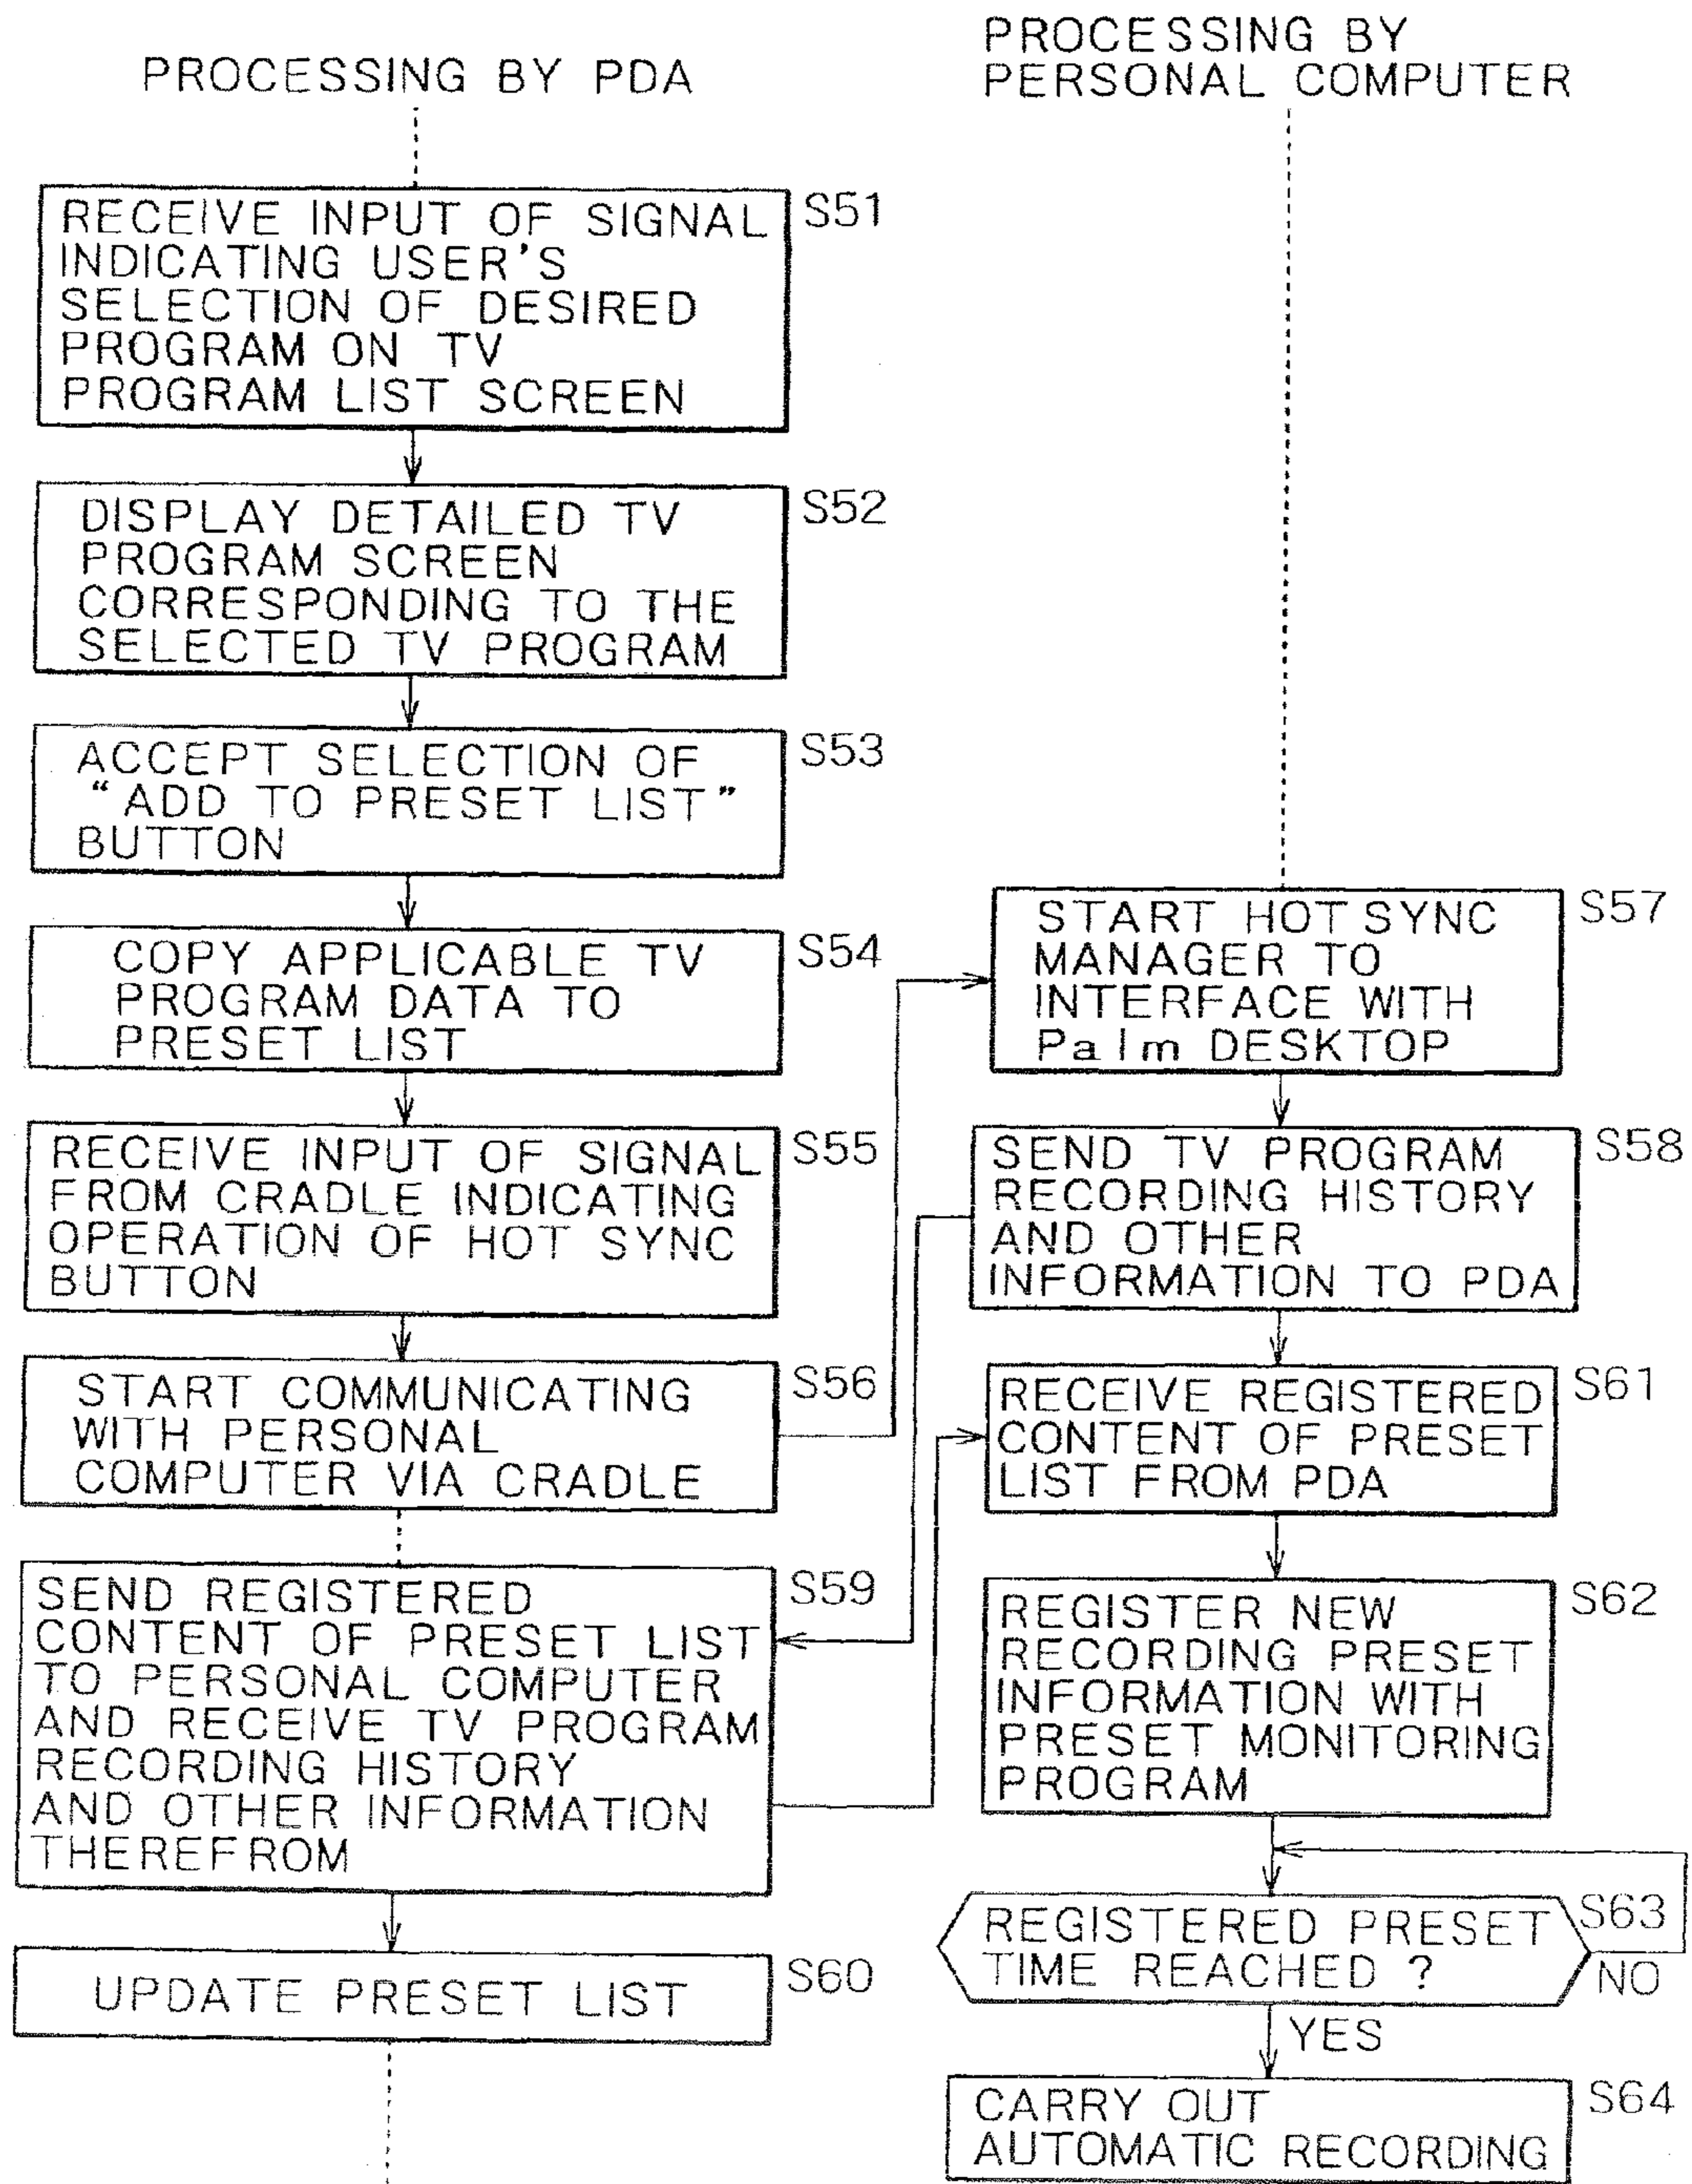 PROCESSING BY PDA
RECEIVE INPUT OF SIGNAL
INDICATING USER'S
SELECTION OF DESIRED
PROGRAM ON TV
PROGRAM LIST SCREEN
S51
DISPLAY DETAILED TV
PROGRAM SCREEN
CORRESPONDING TO THE
SELECTED TV PROGRAM
S52
ACCEPT SELECTION OF
"ADD TO PRESET LIST"
BUTTON
S53
COPY APPLICABLE TV
PROGRAM DATA TO
PRESET LIST
S54
RECEIVE INPUT OF SIGNAL
FROM CRADLE INDICATING
OPERATION OF HOT SYNC
BUTTON
S55
START COMMUNICATING
WITH PERSONAL
COMPUTER VIA CRADLE
S56
SEND REGISTERED
CONTENT OF PRESET LIST
TO PERSONAL COMPUTER
AND RECEIVE TV PROGRAM
RECORDING HISTORY
AND OTHER INFORMATION
THEREFROM
S59
UPDATE PRESET LIST
S60
PROCESSING BY
PERSONAL COMPUTER
START HOT SYNC
MANAGER TO
INTERFACE WITH
Palm DESKTOP
S57
SEND TV PROGRAM
RECORDING HISTORY
AND OTHER
INFORMATION TO PDA
S58
RECEIVE REGISTERED
CONTENT OF PRESET
LIST FROM PDA
S61
REGISTER NEW
RECORDING PRESET
INFORMATION WITH
PRESET MONITORING
PROGRAM
S62
REGISTERED PRESET
TIME REACHED ?
S63
NO
YES
CARRY OUT
AUTOMATIC RECORDING
S64